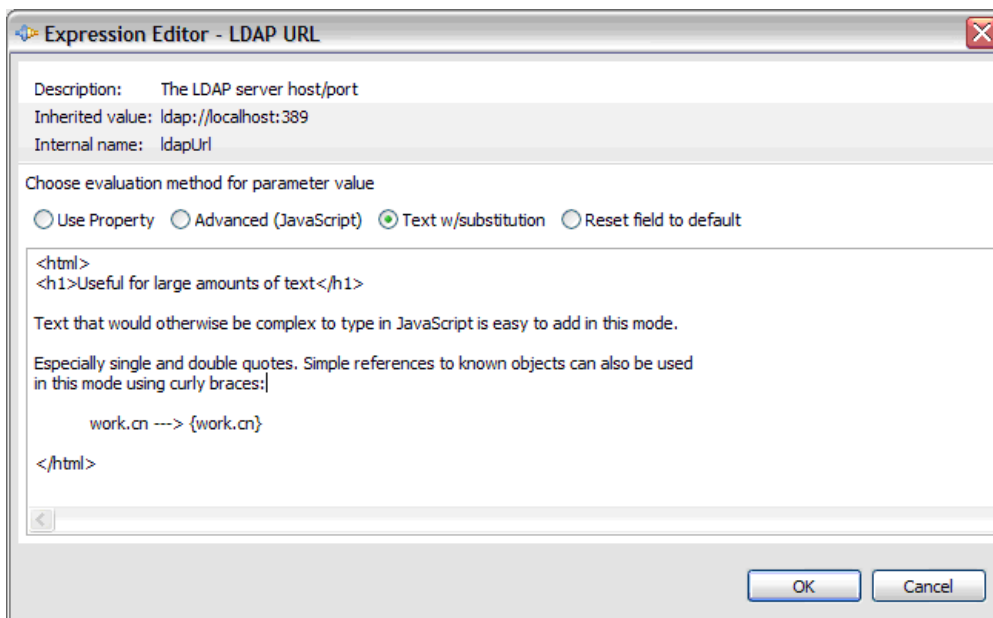 Expression Editor - LDAP URL
Description: The LDAP server host/port
Inherited value: ldap://localhost:389
Internal name: ldapUrl
Choose evaluation method for parameter value
Use Property Advanced (JavaScript) Text w/substitution Reset field to default
<html>
<h1>Useful for large amounts of text</h1>
Text that would otherwise be complex to type in JavaScript is easy to add in this mode.
Especially single and double quotes. Simple references to known objects can also be used
in this mode using curly braces:
work.cn ---> {work.cn}
</html>
OK Cancel